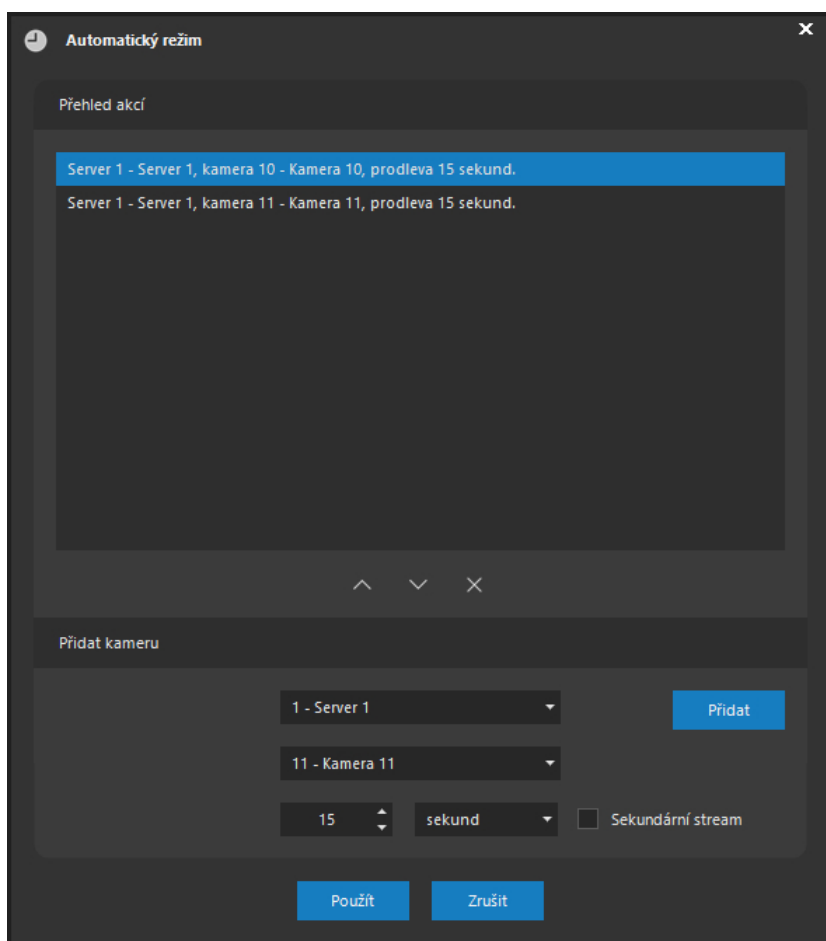 Automatický režim
Přehled akcí
Server 1 - Server 1, kamera 10 - Kamera 10, prodleva 15 sekund.
Server 1 - Server 1, kamera 11 - Kamera 11, prodleva 15 sekund.
Přidat kameru
1 - Server 1
Přidat
11 - Kamera 11
15 sekund Sekundární stream
Použít Zrušit